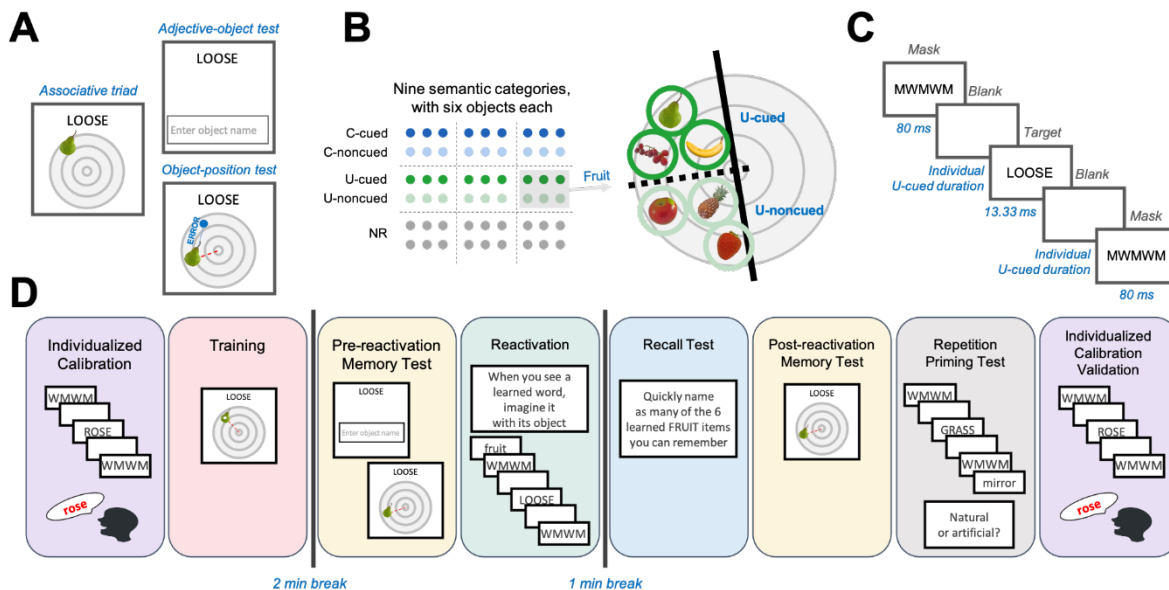 A
Adjective-object test
LOOSE
Enter object name
Associative triad
LOOSE
Object-position test
LOOSE
ERROR
B
Nine semantic categories,
with six objects each
C-cued
C-noncued
U-cued
U-noncued
NR
Fruit
U-cued
U-noncued
C
Mask
MWMWM
80 ms
Blank
Individual
U-cued duration
Target
LOOSE
13.33 ms
Blank
Individual
U-cued duration
Mask
MWMWM
80 ms
D
Individualized
Calibration
WMWM
ROSE
WMWM
rose
Training
LOOSE
2 min break
Pre-reactivation
Memory Test
LOOSE
Enter object name
LOOSE
Reactivation
When you see a
learned word,
imagine it
with its object
fruit
WMWM
LOOSE
WMWM
1 min break
Recall Test
Quickly name
as many of the 6
learned FRUIT items
you can remember
Post-reactivation
Memory Test
LOOSE
Repetition
Priming Test
WMWM
GRASS
WMWM
mirror
Natural
or artificial?
Individualized
Calibration
Validation
WMWM
ROSE
WMWM
rose